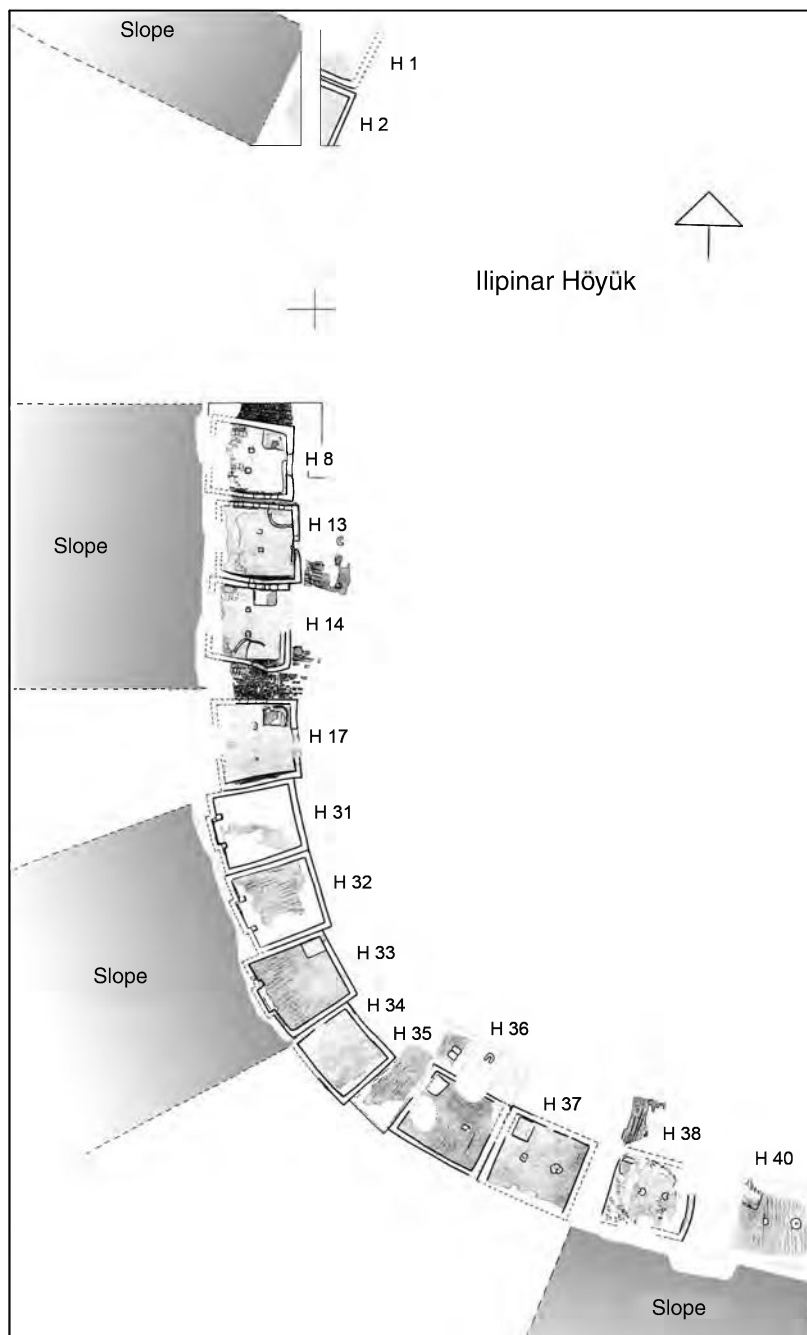 Slope
H 1
H 2
Ilipinar Höyük
H 8
H 13
Slope
H 14
H 17
H 31
H 32
H 33
Slope
H 34
H 35
H 36
H 37
H 38
H 40
Slope